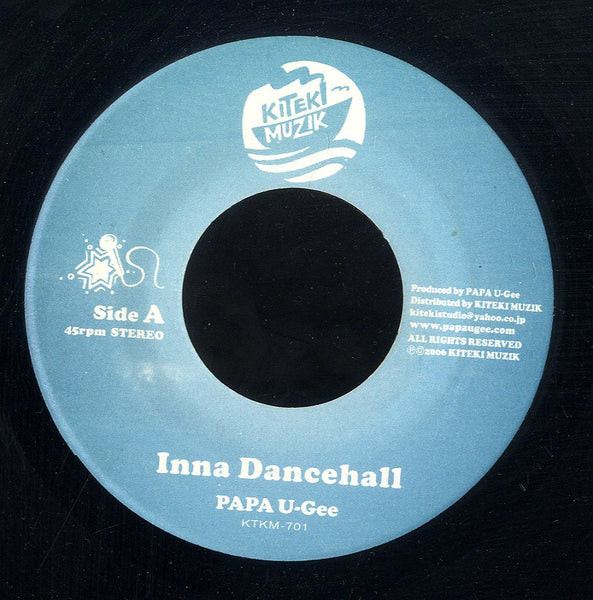 KiTEKI
MUZIK
Side A
45rpm STEREO
Produced by PAPA U-Gee
Distributed by KITEKI MUZIK
kitekistudio@yahoo.co.jp
www.papaugee.com
ALL RIGHTS RESERVED
℗©2006 KITEKI MUZIK
Inna Dancehall
PAPA U-Gee
KTKM-701